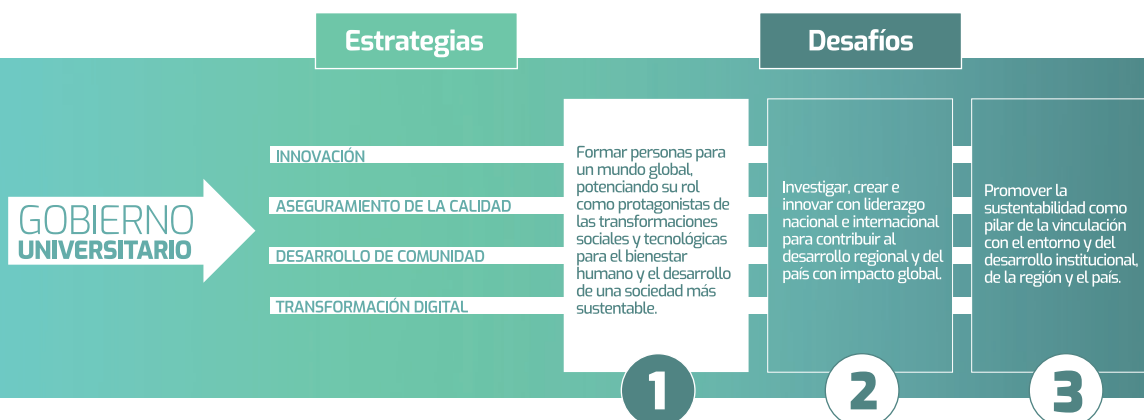 Estrategias
Desafíos
GOBIERNO
UNIVERSITARIO
INNOVACIÓN
ASEGURAMIENTO DE LA CALIDAD
DESARROLLO DE COMUNIDAD
TRANSFORMACIÓN DIGITAL
Formar personas para
un mundo global,
potenciando su rol
como protagonistas de
las transformaciones
sociales y tecnológicas
para el bienestar
humano y el desarrollo
de una sociedad más
sustentable.
1
Investigar, crear e
innovar con liderazgo
nacional e internacional
para contribuir al
desarrollo regional y del
país con impacto global.
2
Promover la
sustentabilidad como
pilar de la vinculación
con el entorno y del
desarrollo institucional,
de la región y el país.
3